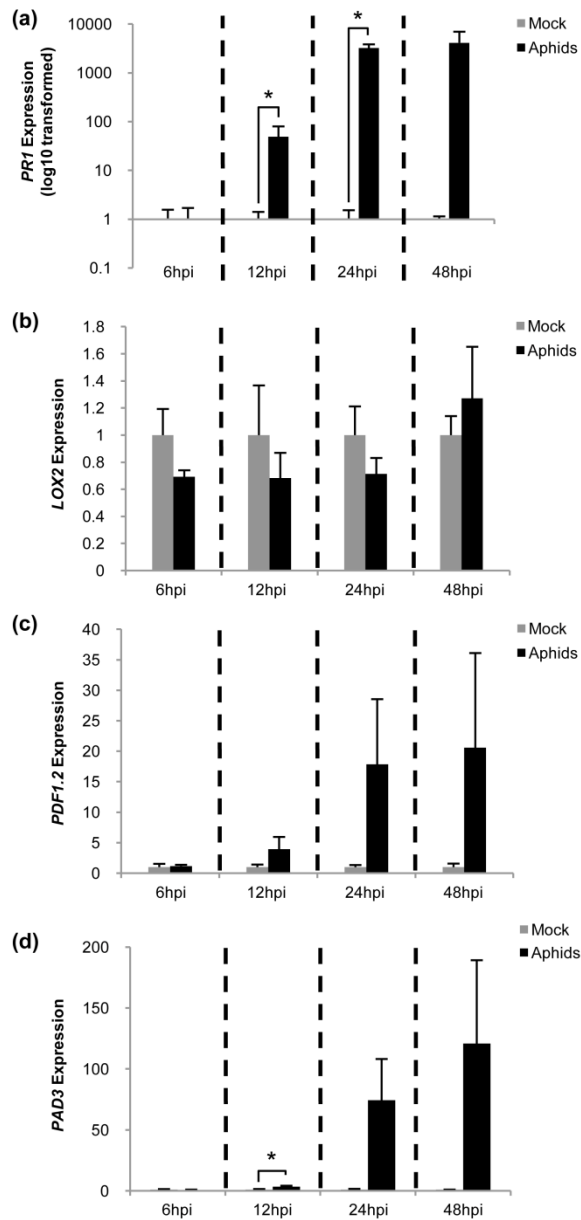 (a)
PR1 Expression
(log10 transformed)
10000
1000
100
10
1
0.1
*
*
6hpi 12hpi 24hpi 48hpi
Mock
Aphids
(b)
LOX2 Expression
1.8
1.6
1.4
1.2
1
0.8
0.6
0.4
0.2
0
6hpi 12hpi 24hpi 48hpi
Mock
Aphids
(c)
PDF1.2 Expression
40
35
30
25
20
15
10
5
0
6hpi 12hpi 24hpi 48hpi
Mock
Aphids
(d)
PAD3 Expression
200
150
100
50
0
*
6hpi 12hpi 24hpi 48hpi
Mock
Aphids